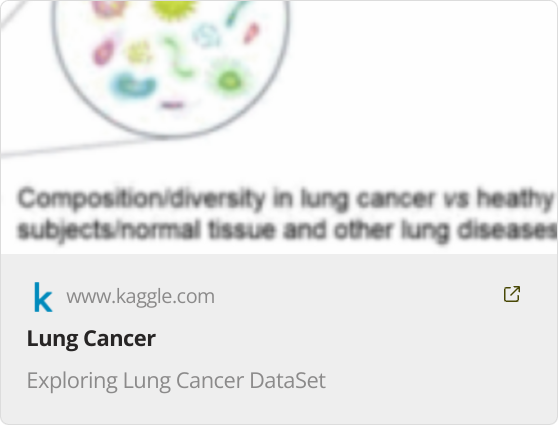 Composition/diversity in lung cancer vs heathy
subjects/normal tissue and other lung diseases
k www.kaggle.com
Lung Cancer
Exploring Lung Cancer DataSet